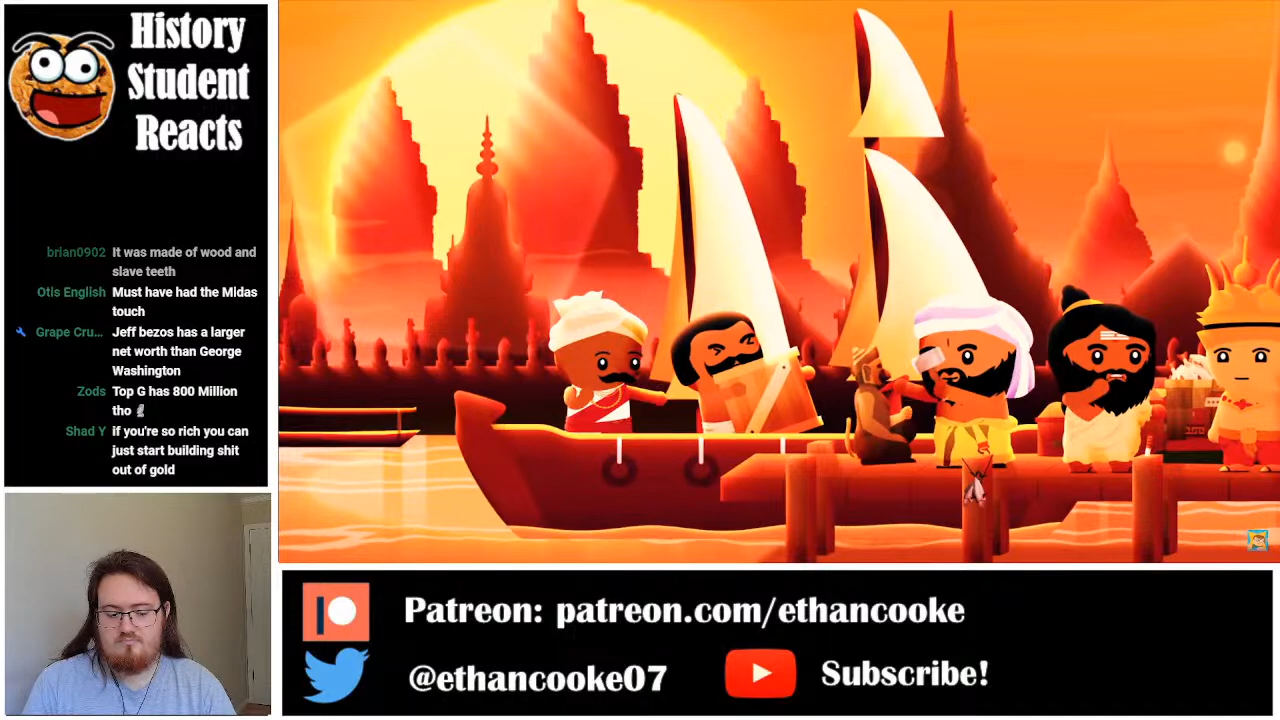 History
Student
Reacts
brian0902 It was made of wood and
slave teeth
Otis English Must have had the Midas
touch
Grape Cru... Jeff bezos has a larger
net worth than George
Washington
Zods Top G has 800 Million
tho
Shad Y if you're so rich you can
just start building shit
out of gold
Patreon: patreon.com/ethancooke
@ethancooke07
Subscribe!